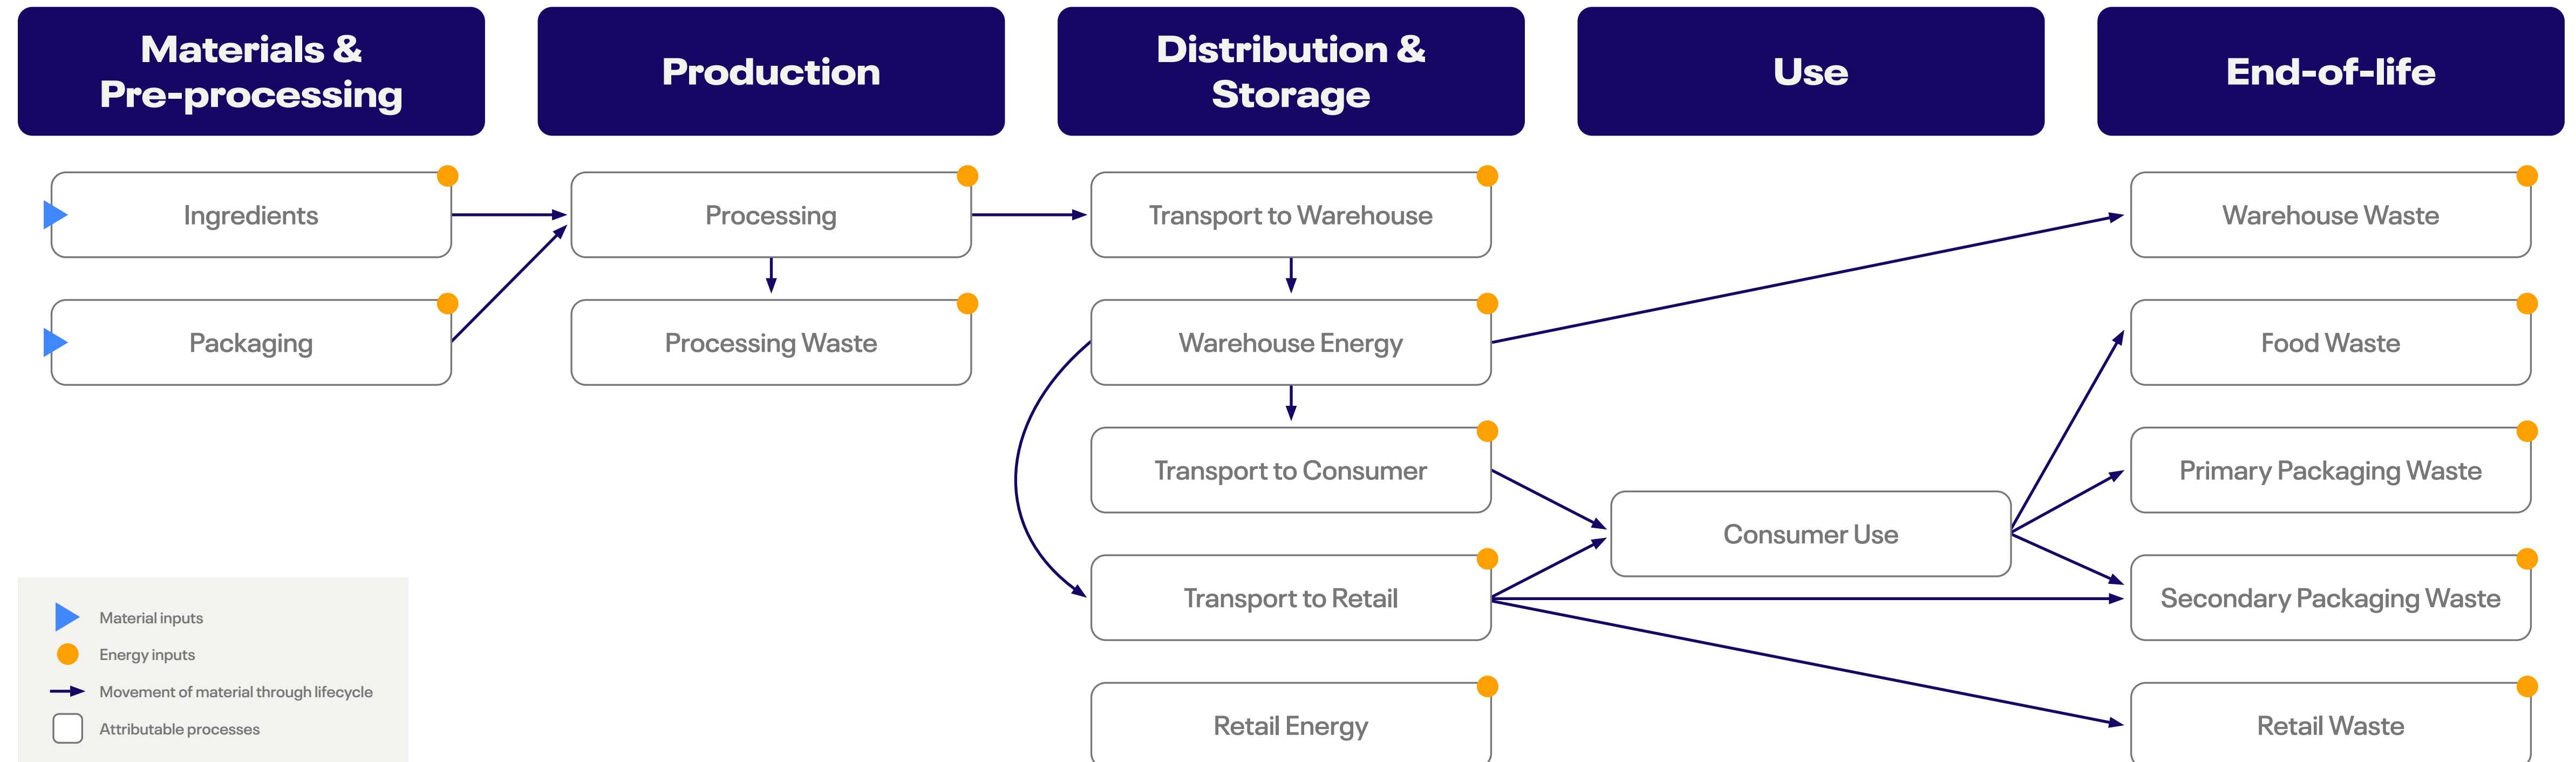 Materials &
Pre-processing
Production
Distribution &
Storage
Use
End-of-life
Ingredients
Processing
Transport to Warehouse
Warehouse Waste
Packaging
Processing Waste
Warehouse Energy
Food Waste
Transport to Consumer
Primary Packaging Waste
Consumer Use
Transport to Retail
Secondary Packaging Waste
Retail Energy
Retail Waste
Material inputs
Energy inputs
Movement of material through lifecycle
Attributable processes